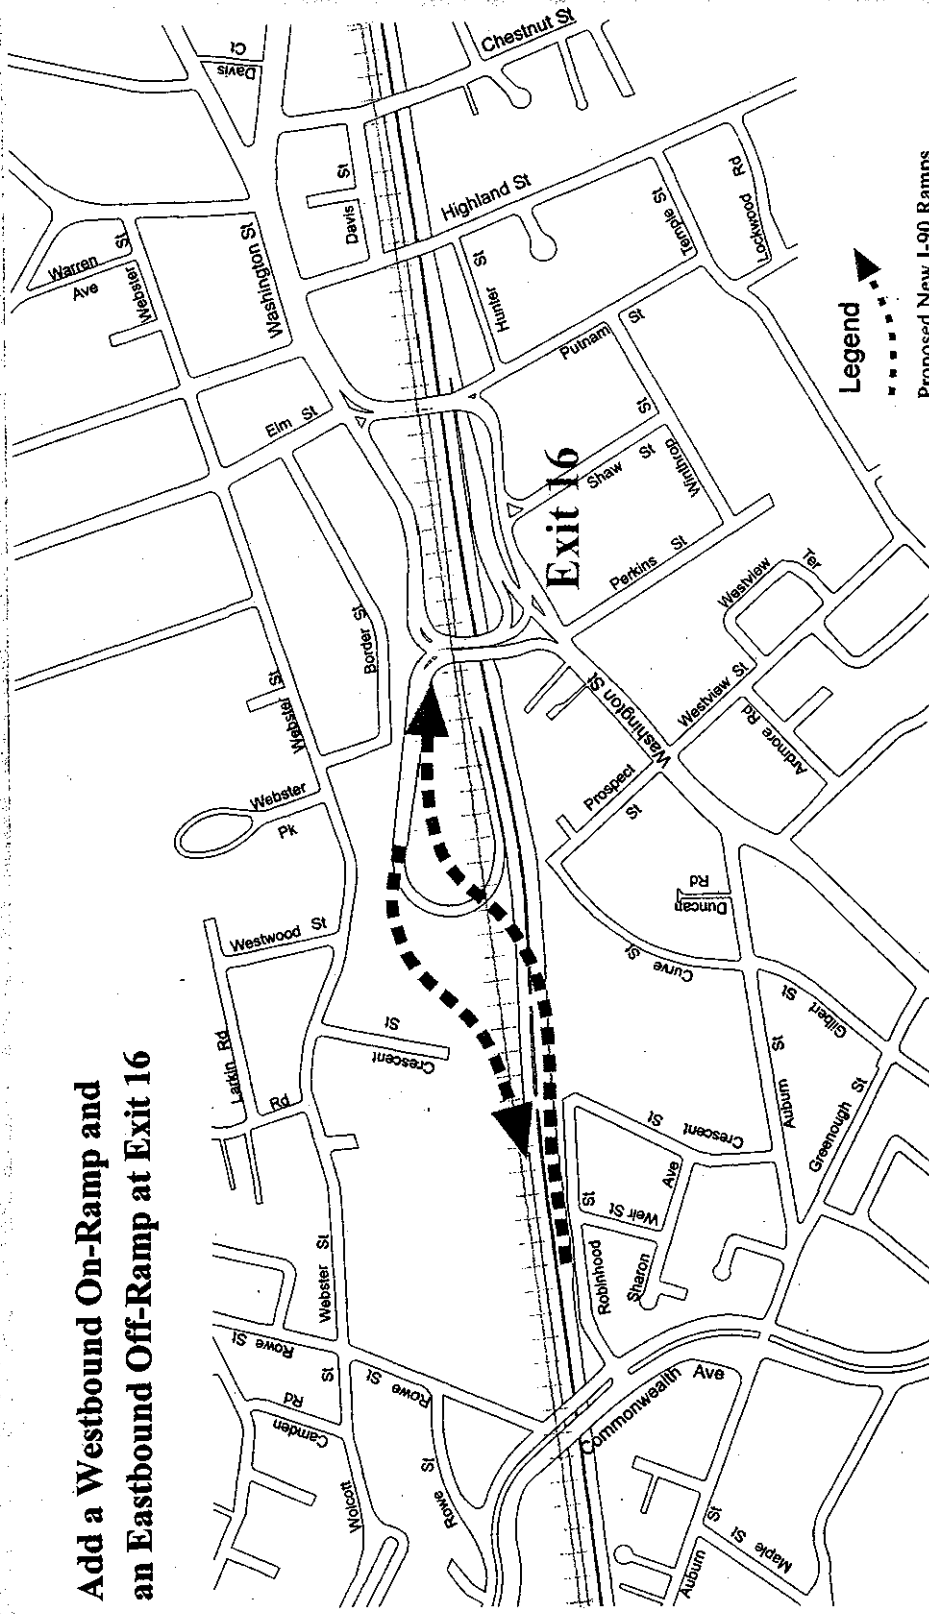 Add a Westbound On-Ramp and
an Eastbound Off-Ramp at Exit 16
Camden
Rd
Rowe St
Wolcott
St
Rowe St
Rowe
St
Webster St
Larkin Rd
Rd
Westwood St
Crescent
St
Webster
Pk
Webster St
Border St
Elm St
Webster
St
Warren
Ave
Washington St
Davis
Ct
Davis St
Chestnut St
Highland St
Hunter St
Temple St
Lockwood Rd
Putnam St
Shaw St
St
Winthrop
Exit 16
Perkins St
Westview
Ter
Westview St
Ardmore Rd
Washington St
Prospect
St
Duncan
Rd
Curve St
Gilbert St
Auburn St
Greenough St
Crescent St
Weir St
Ave
Sharon
Robinhood
St
Commonwealth Ave
Auburn
St
Maple St
Legend
Proposed New I-90 Ramps